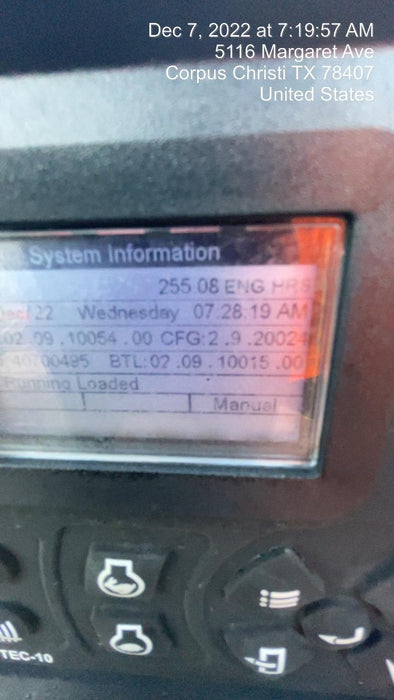 Dec 7, 2022 at 7:19:57 AM
5116 Margaret Ave
Corpus Christi TX 78407
United States
System Information
255.08 ENG HRS
22 Wednesday 07.28.19 AM
02.09.10054.00 CFG:2.9.20024
40700495 BTL:02.09.10015.00
Running Loaded
Manual
TEC-10